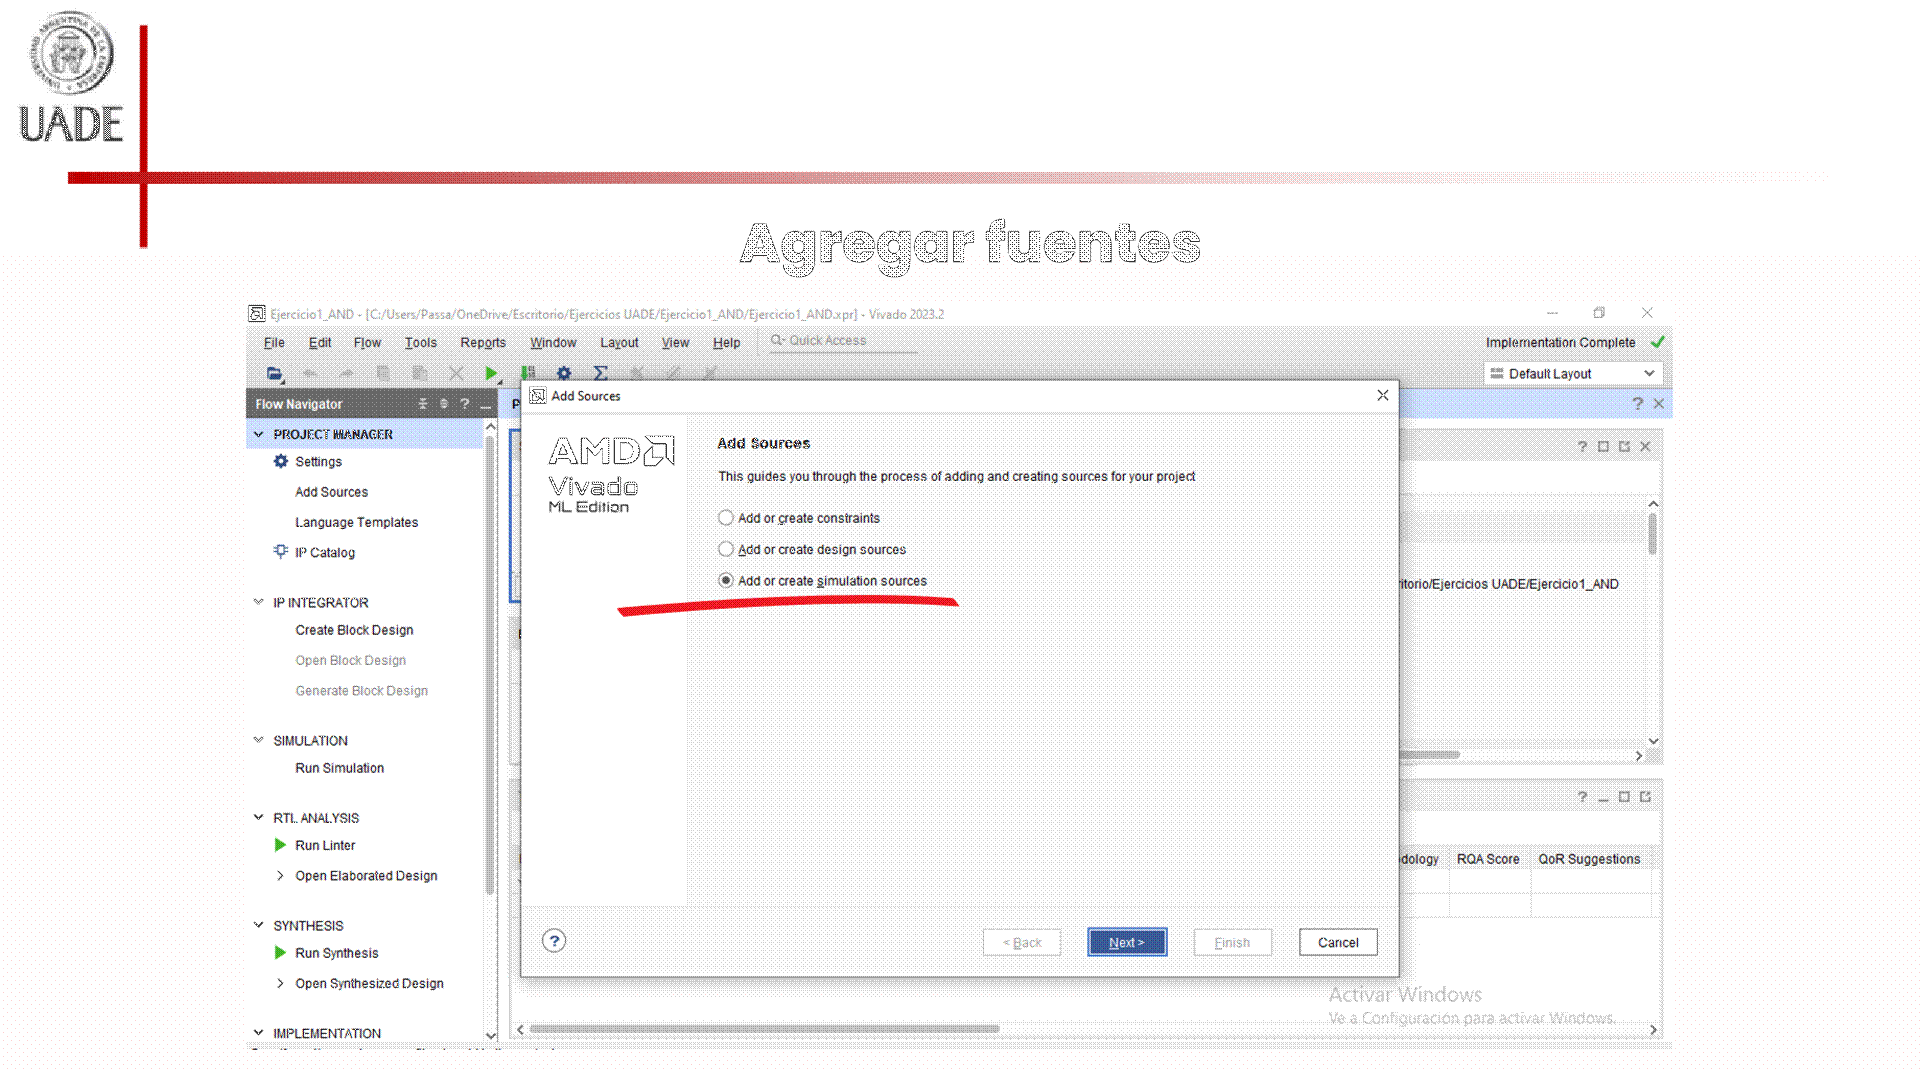 UNIVERSIDAD ARGENTINA DE LA EMPRESA
UADE
Agregar fuentes
Ejercicio1_AND - [C:/Users/Passa/OneDrive/Escritorio/Ejercicios UADE/Ejercicio1_AND/Ejercicio1_AND.xpr] - Vivado 2023.2
File Edit Flow Tools Reports Window Layout View Help Quick Access
Implementation Complete
Default Layout
Flow Navigator
PROJECT MANAGER
Settings
Add Sources
Language Templates
IP Catalog
IP INTEGRATOR
Create Block Design
Open Block Design
Generate Block Design
SIMULATION
Run Simulation
RTL ANALYSIS
Run Linter
Open Elaborated Design
SYNTHESIS
Run Synthesis
Open Synthesized Design
IMPLEMENTATION
Add Sources
AMD
Vivado
ML Edition
Add Sources
This guides you through the process of adding and creating sources for your project
Add or create constraints
Add or create design sources
Add or create simulation sources
? < Back Next > Finish Cancel
ritorio/Ejercicios UADE/Ejercicio1_AND
dology RQA Score QoR Suggestions
Activar Windows
Ve a Configuración para activar Windows.